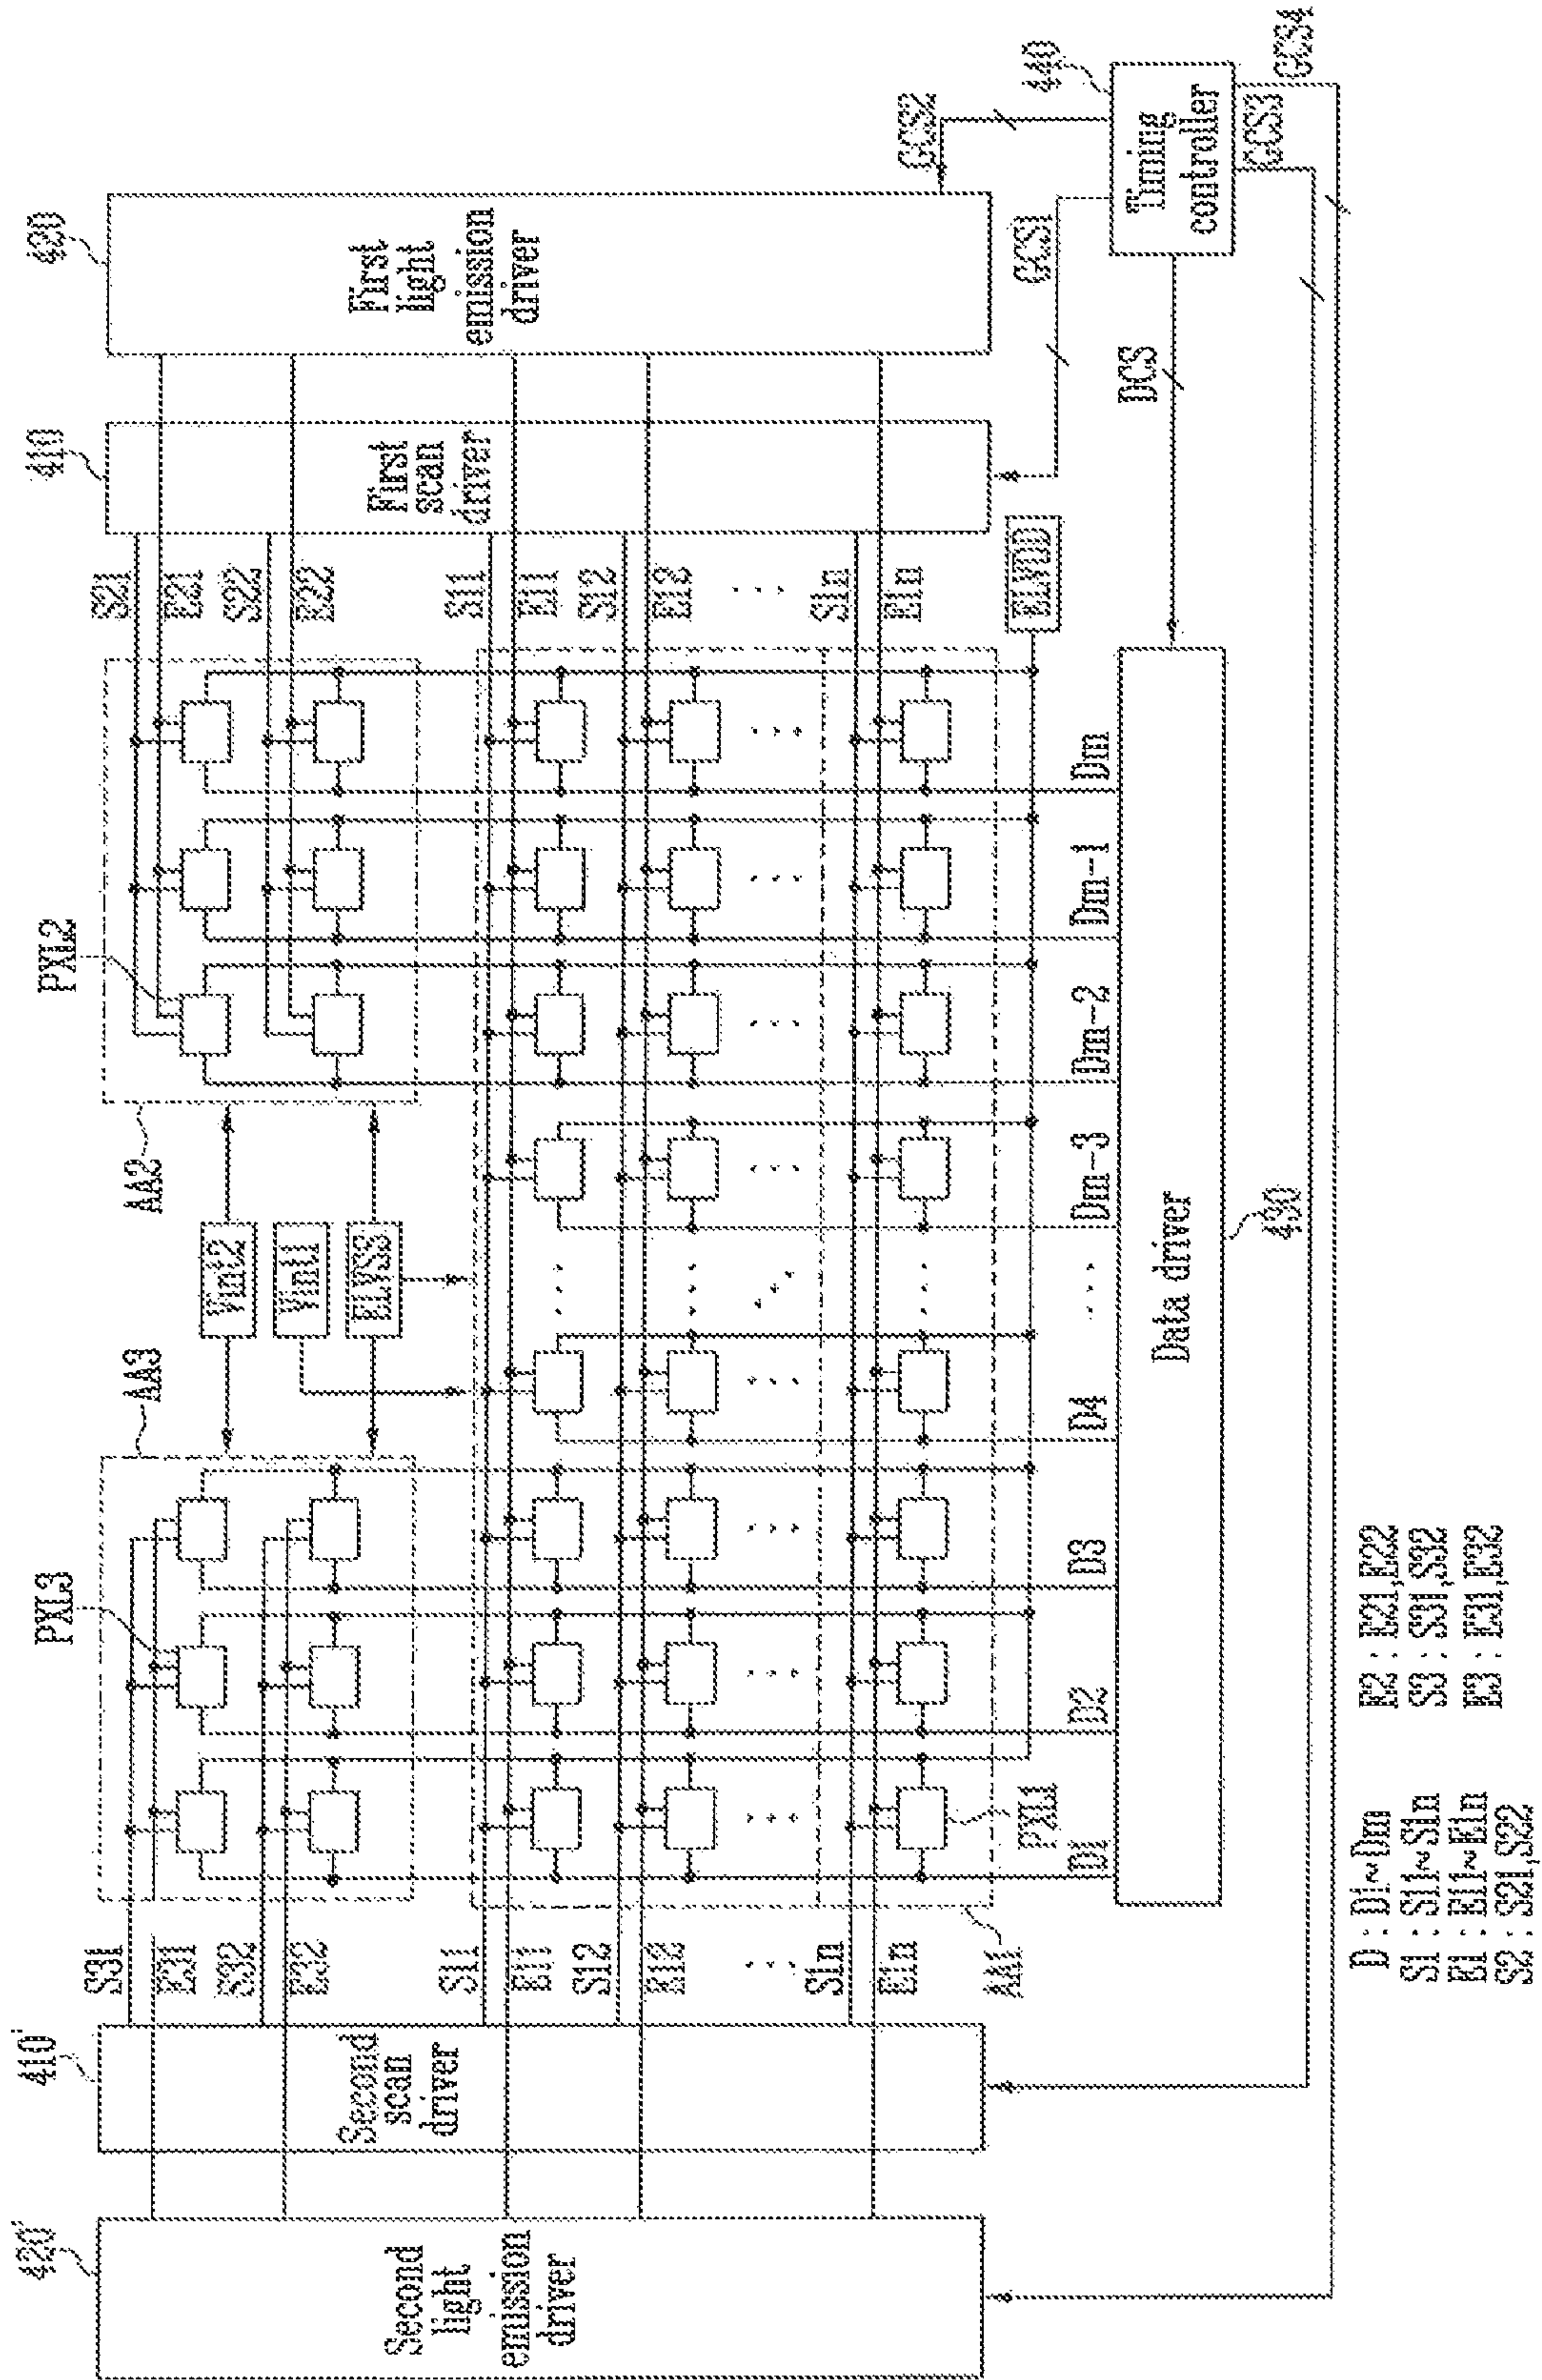 420'
410'
PXL3
AA3
AA2
PXL2
410
420
S31
E31
S32
E32
S11
E11
S12
E12
. . .
S1n
E1n
Vint2
Vint1
ELVSS
S21
E21
S22
E22
S11
E11
S12
E12
. . .
S1n
E1n
Second
light
emission
driver
Second
scan
driver
First
scan
driver
First
light
emission
driver
AA1
PXL1
ELVDD
GCS1
GCS2
440
D1
D2
D3
D4
. . .
Dm-3
Dm-2
Dm-1
Dm
DCS
Data driver
Timing
controller
430
GCS3
GCS4
D : D1~Dm
S1 : S11~S1n
E1 : E11~E1n
S2 : S21,S22
E2 : E21,E22
S3 : S31,S32
E3 : E31,E32